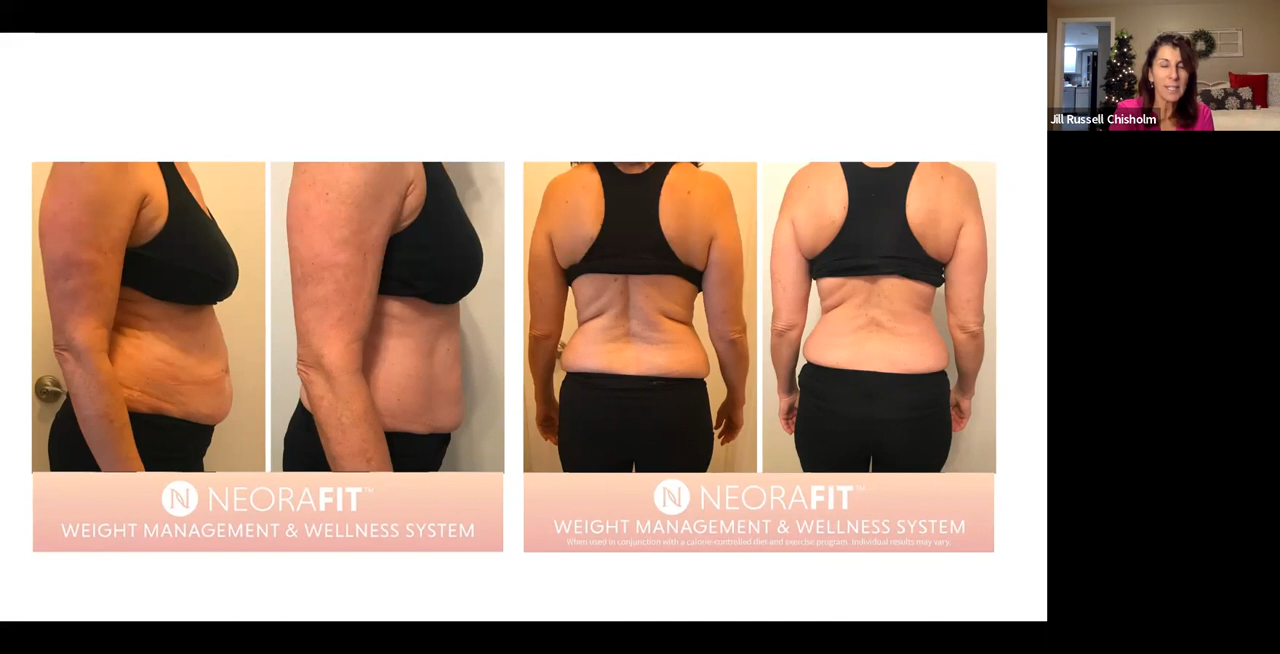 Jill Russell Chisholm
N NEORAFIT™
WEIGHT MANAGEMENT & WELLNESS SYSTEM
N NEORAFIT™
WEIGHT MANAGEMENT & WELLNESS SYSTEM
When used in conjunction with a calorie-controlled diet and exercise program. Individual results may vary.